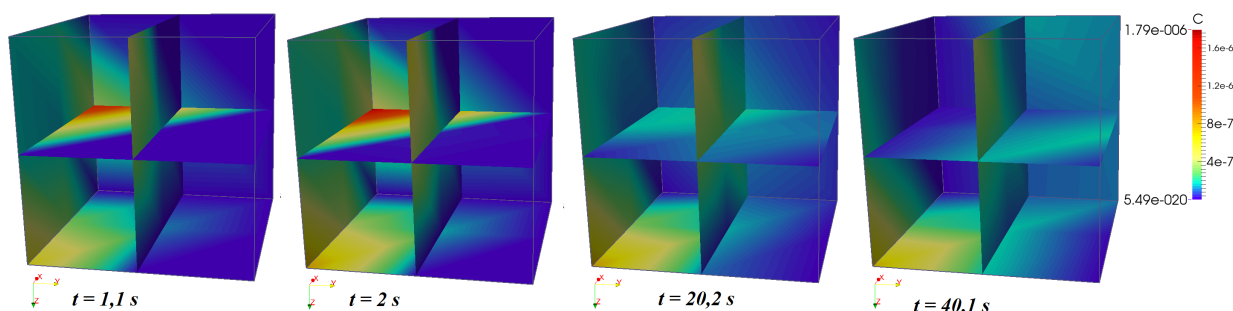 C
1.79e-006
1.6e-6
1.2e-6
8e-7
4e-7
5.49e-020
X
Y
Z
t = 1,1 s
X
Y
Z
t = 2 s
X
Y
Z
t = 20,2 s
X
Y
Z
t = 40,1 s